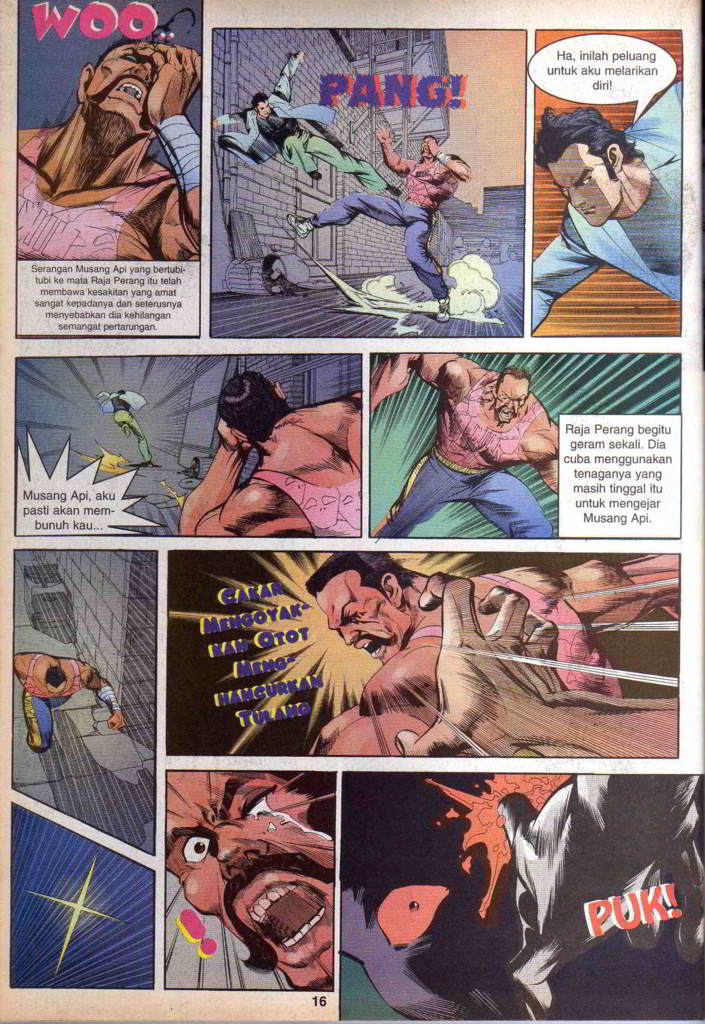 WOO..
Serangan Musang Api yang bertubi-
tubi ke mata Raja Perang itu telah
membawa kesakitan yang amat
sangat kepadanya dan seterusnya
menyebabkan dia kehilangan
semangat pertarungan.
PANG!
Ha, inilah peluang
untuk aku melarikan
diri!
Musang Api, aku
pasti akan mem-
bunuh kau...
Raja Perang begitu
geram sekali. Dia
cuba menggunakan
tenaganya yang
masih tinggal itu
untuk mengejar
Musang Api.
CAKAR
MENGOYAK-
KAN OTOT
MENG-
HANCURKAN
TULANG
!
PUK!
16